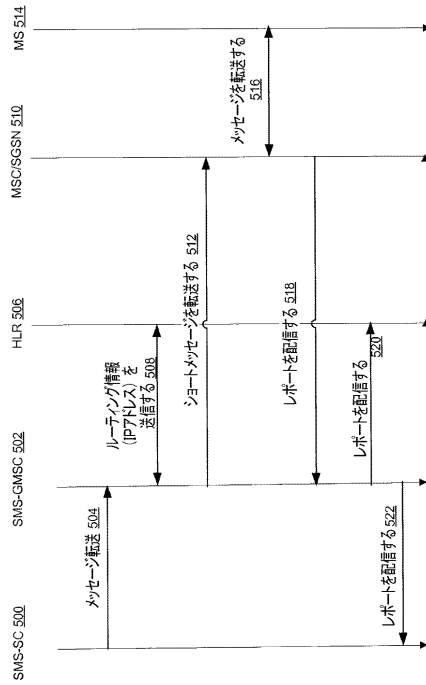 SMS-SC 500
SMS-GMSC 502
HLR 506
MSC/SGSN 510
MS 514
メッセージ転送 504
ルーティング情報
(IPアドレス) を
送信する 508
ショートメッセージを転送する 512
メッセージを転送する
516
レポートを配信する 518
レポートを配信する
520
レポートを配信する 522